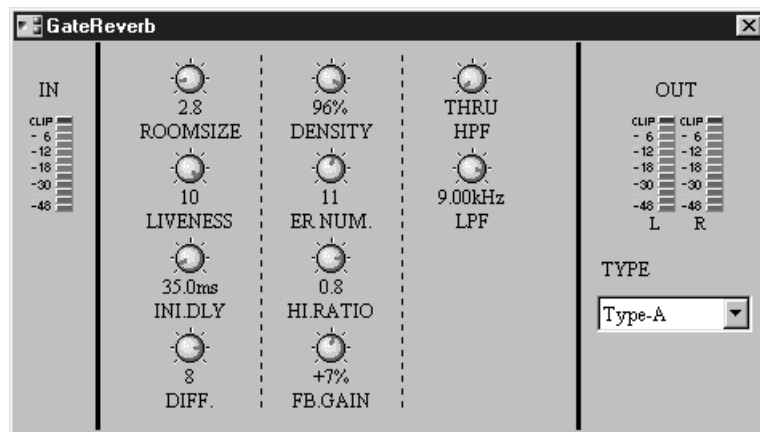 GateReverb
IN
CLIP
- 6
-12
-18
-30
-48
2.8
ROOMSIZE
10
LIVENESS
35.0ms
INI.DLY
8
DIFF.
96%
DENSITY
11
ER NUM.
0.8
HI.RATIO
+7%
FB.GAIN
THRU
HPF
9.00kHz
LPF
OUT
CLIP CLIP
- 6 - 6
-12 -12
-18 -18
-30 -30
-48 -48
L R
TYPE
Type-A